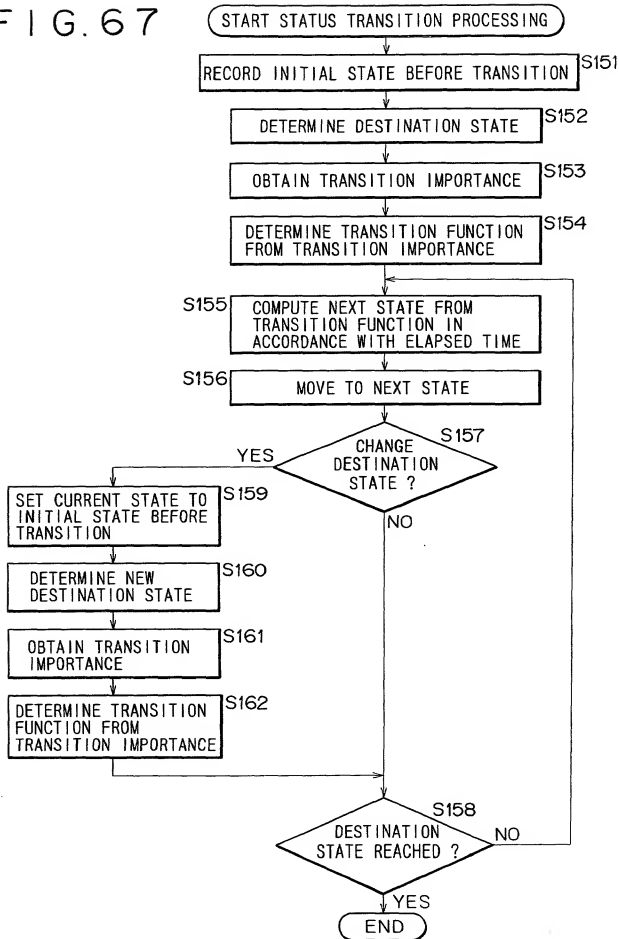 FIG.67
START STATUS TRANSITION PROCESSING
RECORD INITIAL STATE BEFORE TRANSITION
S151
DETERMINE DESTINATION STATE
S152
OBTAIN TRANSITION IMPORTANCE
S153
DETERMINE TRANSITION FUNCTION
FROM TRANSITION IMPORTANCE
S154
S155
COMPUTE NEXT STATE FROM
TRANSITION FUNCTION IN
ACCORDANCE WITH ELAPSED TIME
S156
MOVE TO NEXT STATE
S157
CHANGE
DESTINATION
STATE ?
YES
NO
SET CURRENT STATE TO
INITIAL STATE BEFORE
TRANSITION
S159
DETERMINE NEW
DESTINATION STATE
S160
OBTAIN TRANSITION
IMPORTANCE
S161
DETERMINE TRANSITION
FUNCTION FROM
TRANSITION IMPORTANCE
S162
S158
DESTINATION
STATE REACHED ?
NO
YES
END